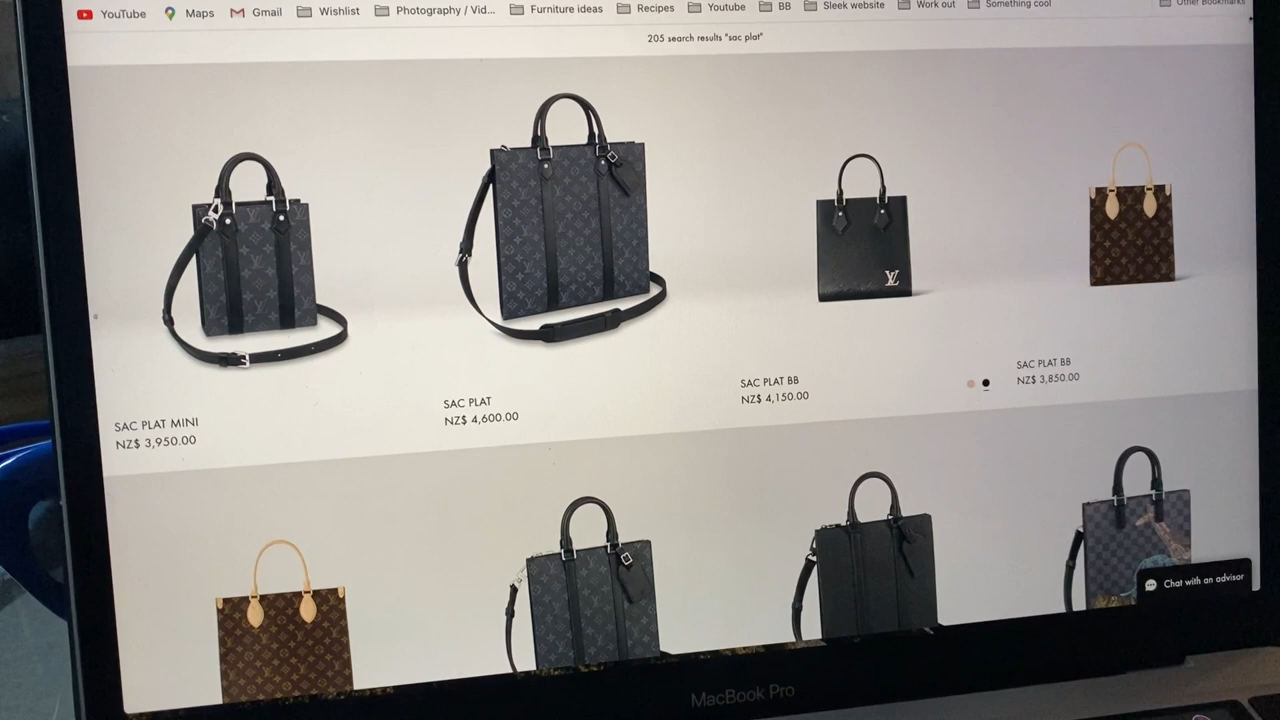 YouTube Maps Gmail Wishlist Photography / Vid... Furniture ideas Recipes Youtube BB Sleek website Work out Something cool Other Bookmarks
205 search results "sac plat"
SAC PLAT MINI
NZ$ 3,950.00
SAC PLAT
NZ$ 4,600.00
SAC PLAT BB
NZ$ 4,150.00
SAC PLAT BB
NZ$ 3,850.00
Chat with an advisor
MacBook Pro